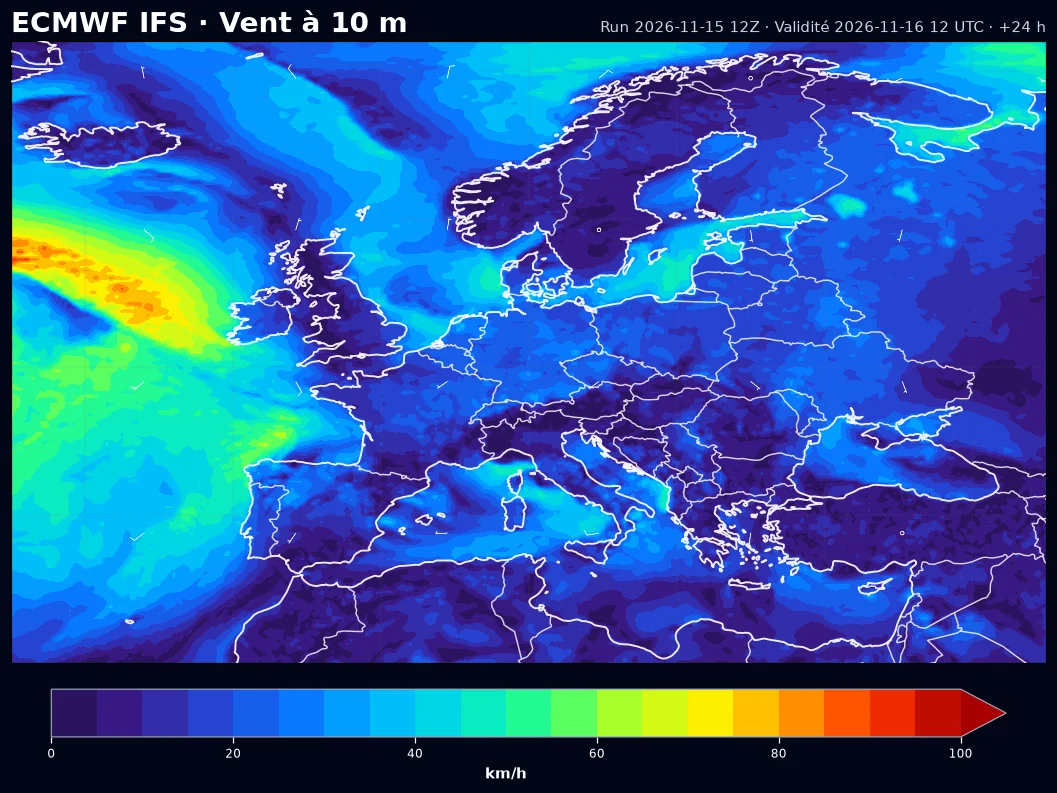 ECMWF IFS · Vent à 10 m
Run 2026-11-15 12Z · Validité 2026-11-16 12 UTC · +24 h
0 20 40 60 80 100
km/h